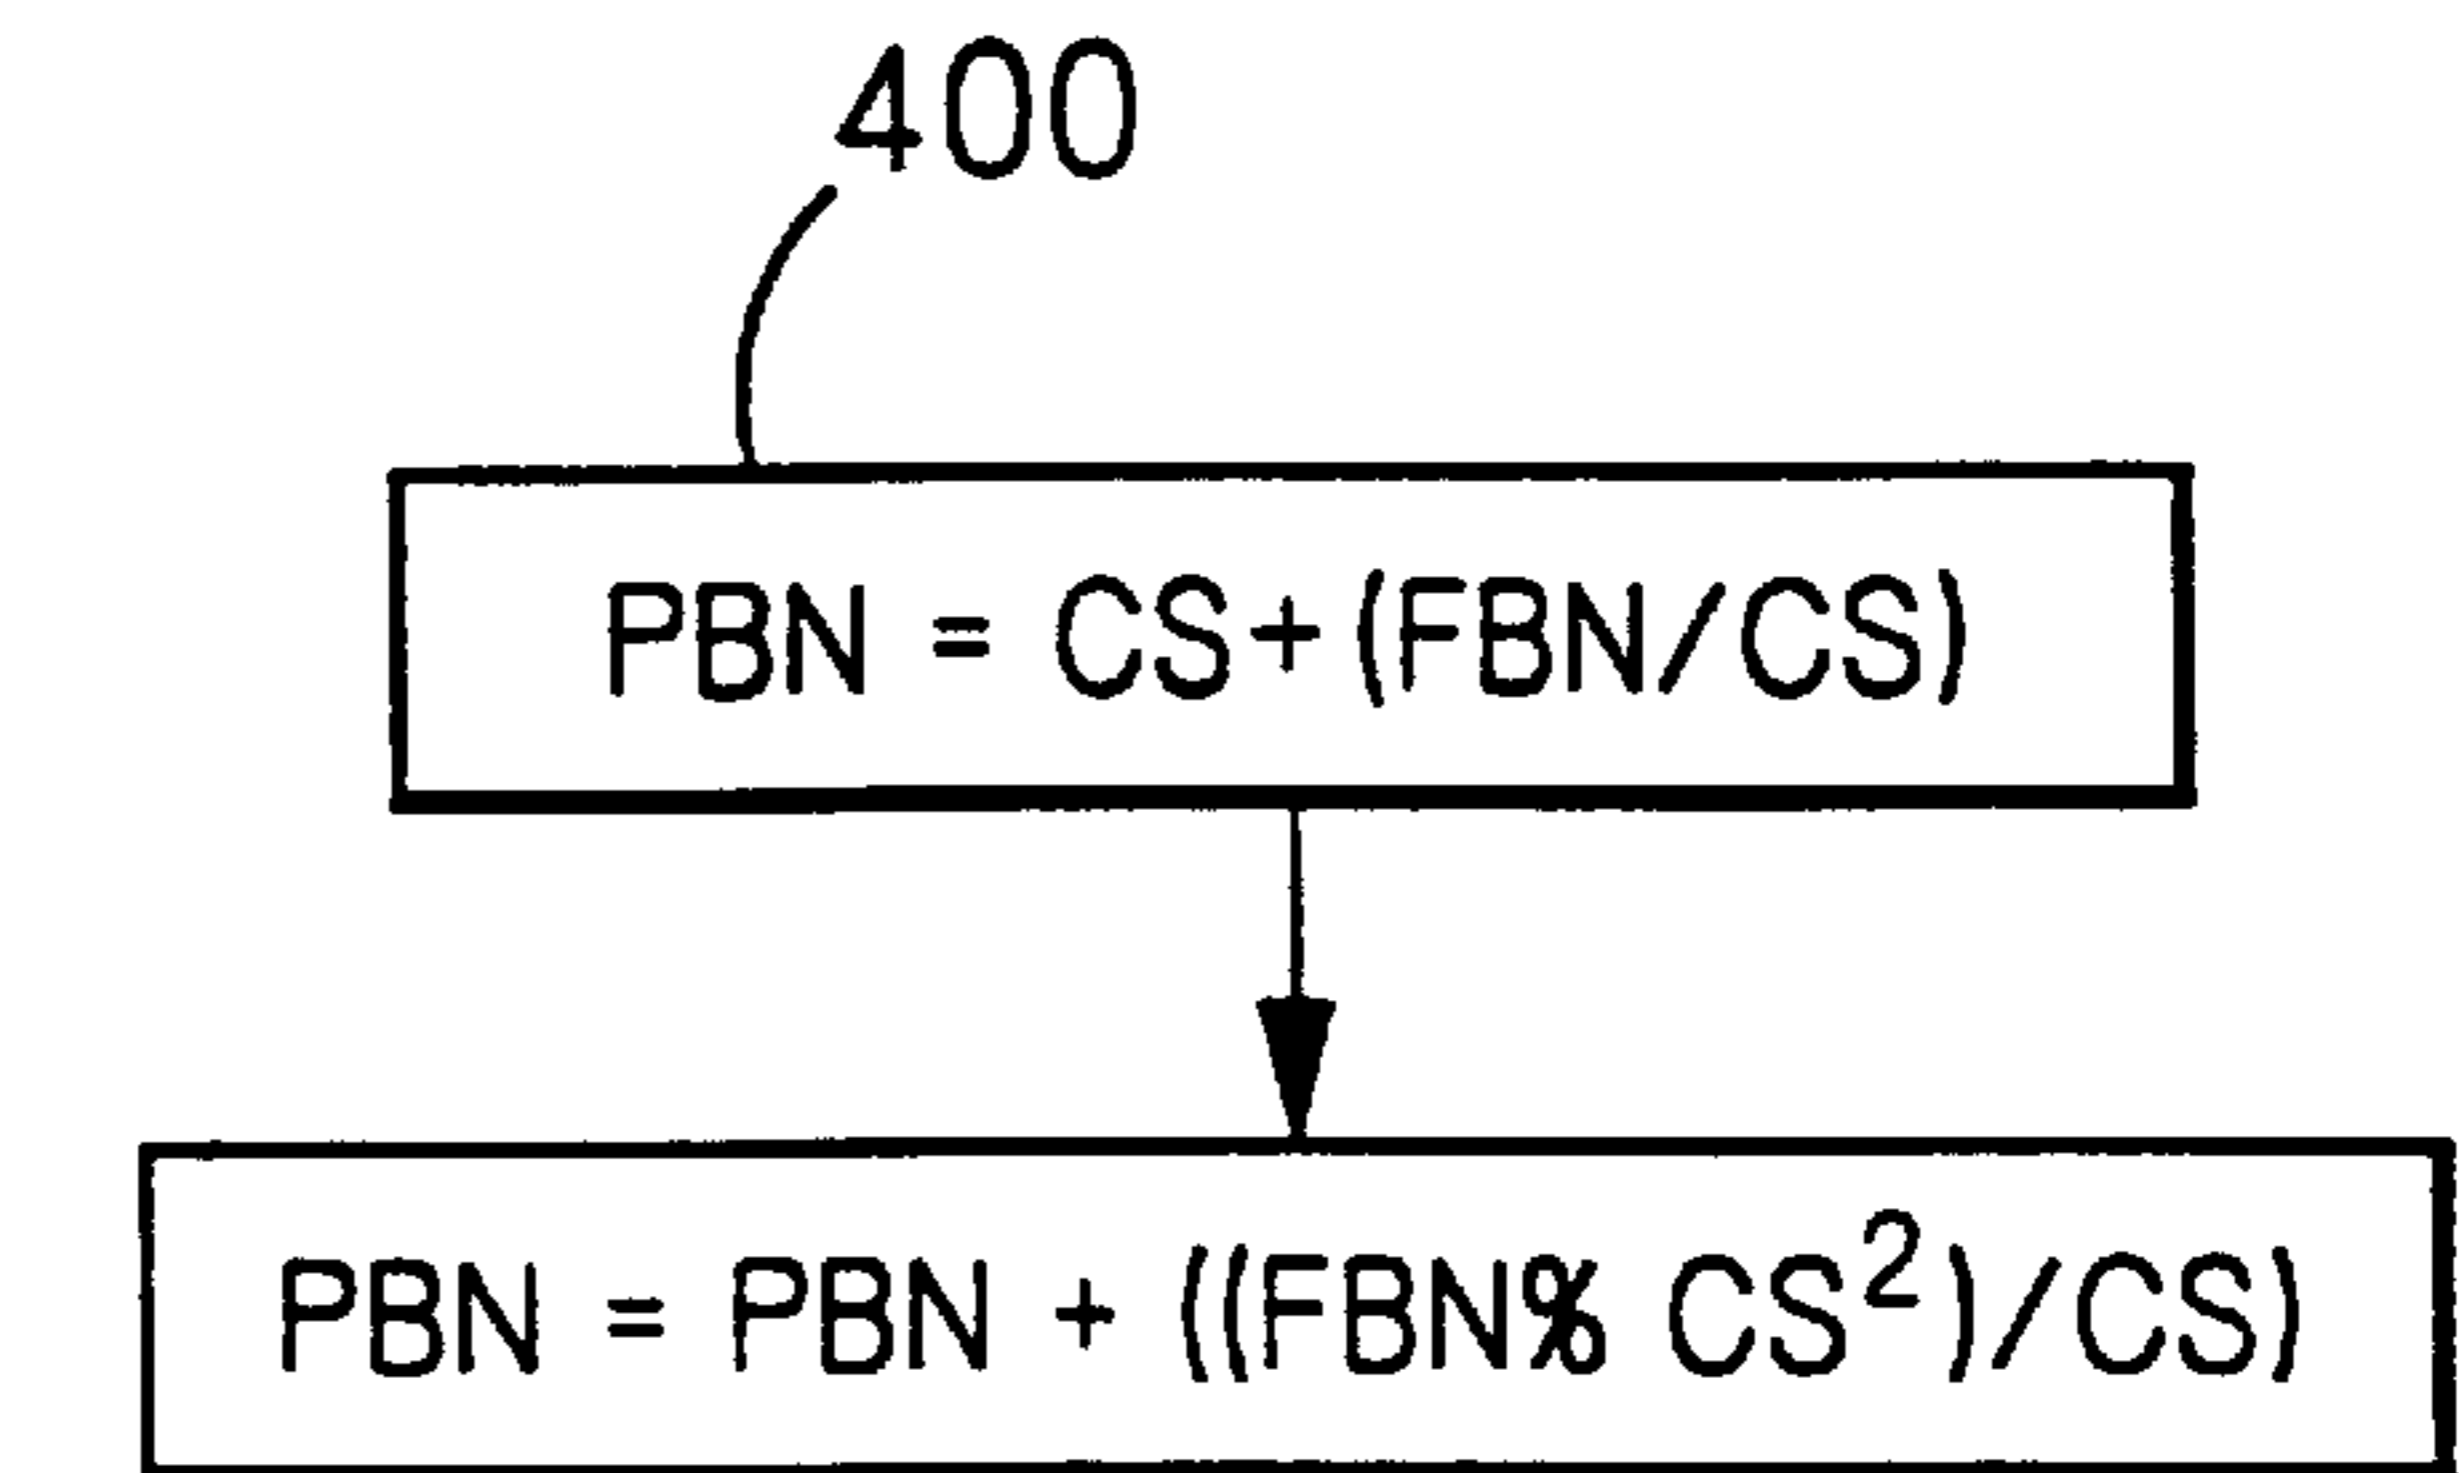 400
PBN = CS+(FBN/CS)
PBN = PBN + ((FBN% CS²)/CS)